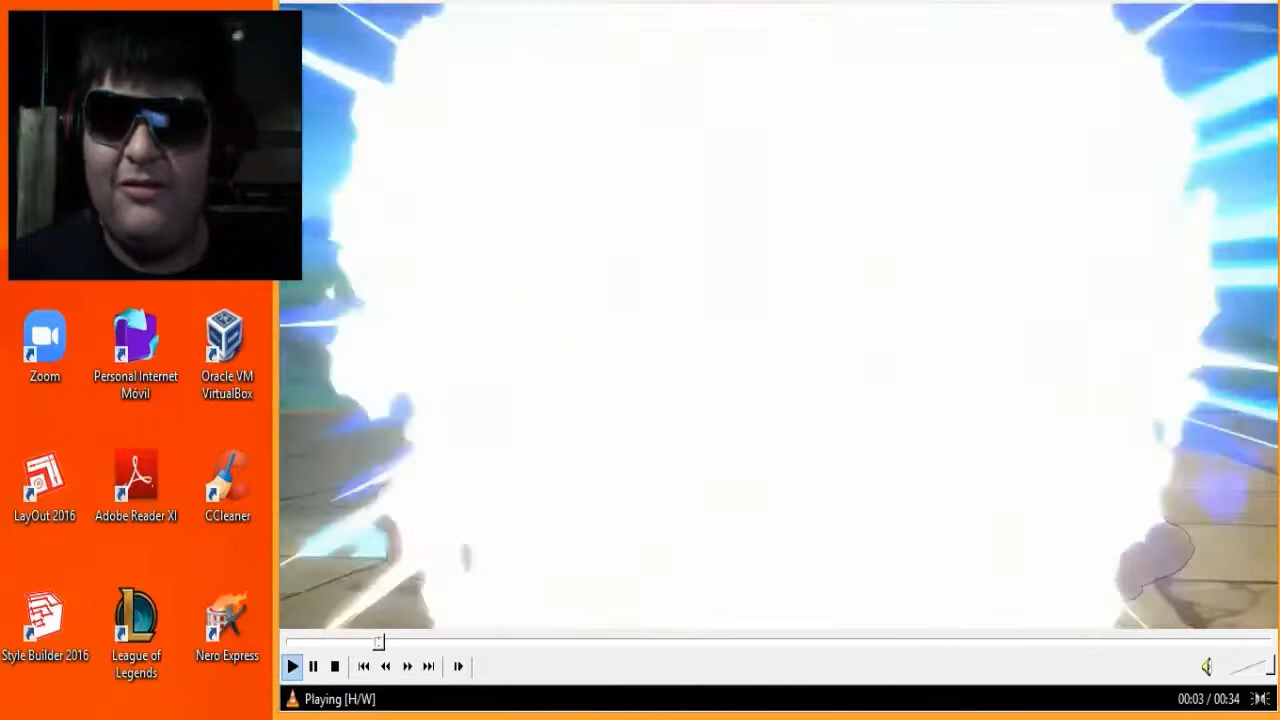 Zoom
Personal Internet
Móvil
Oracle VM
VirtualBox
LayOut 2016
Adobe Reader XI
CCleaner
Style Builder 2016
League of
Legends
Nero Express
Playing [H/W]
00:03 / 00:34